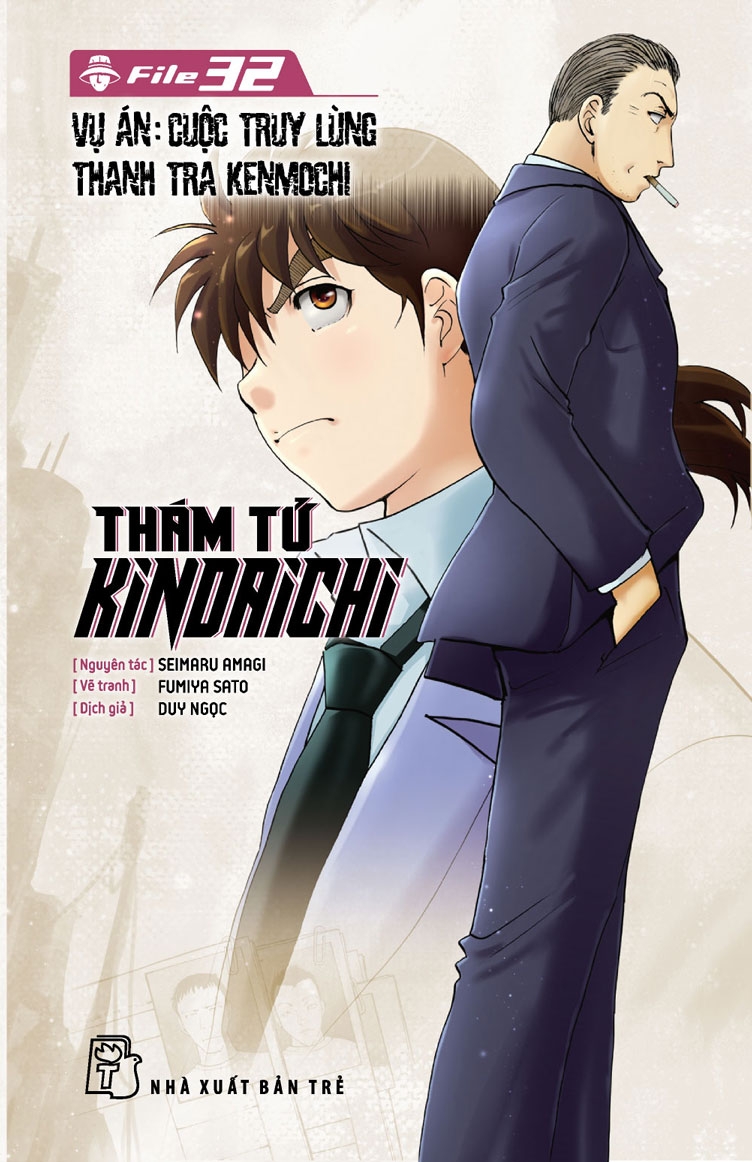 File 32
VỤ ÁN: CUỘC TRUY LÙNG
THANH TRA KENMOCHI
THÁM TỬ
KINDAICHI
[Nguyên tác] SEIMARU AMAGI
[Vẽ tranh] FUMIYA SATO
[Dịch giả] DUY NGỌC
T
NHÀ XUẤT BẢN TRẺ